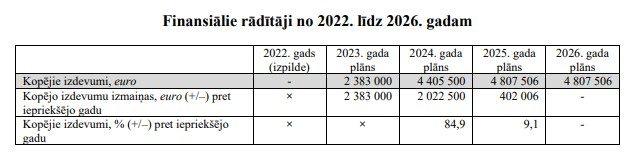 Finansiālie rādītāji no 2022. līdz 2026. gadam
2022. gads (izpilde) 2023. gada plāns 2024. gada plāns 2025. gada plāns 2026. gada plāns
Kopējie izdevumi, euro - 2 383 000 4 405 500 4 807 506 4 807 506
Kopējo izdevumu izmaiņas, euro (+/–) pret iepriekšējo gadu × 2 383 000 2 022 500 402 006 -
Kopējie izdevumi, % (+/–) pret iepriekšējo gadu × × 84,9 9,1 -